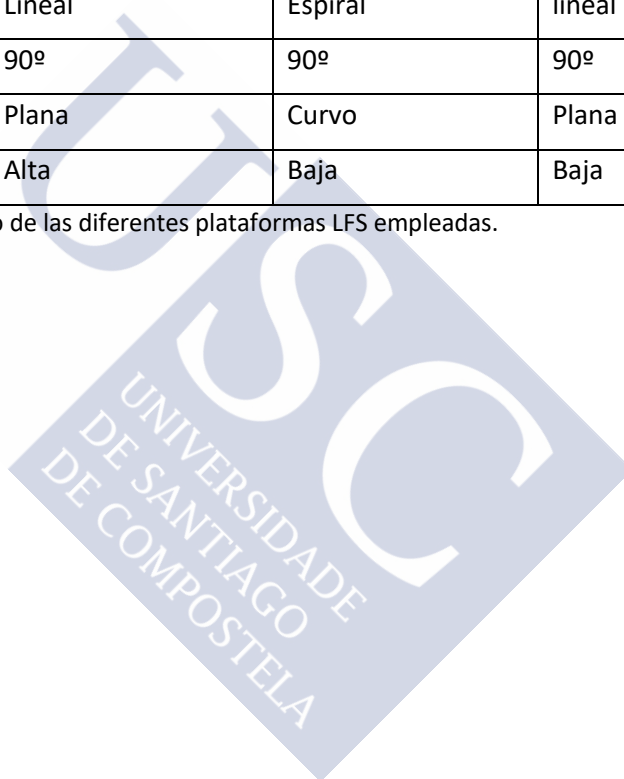 Lineal Espiral lineal
90º 90º 90º
Plana Curvo Plana
Alta Baja Baja
o de las diferentes plataformas LFS empleadas.
USC
UNIVERSIDADE
DE SANTIAGO
DE COMPOSTELA